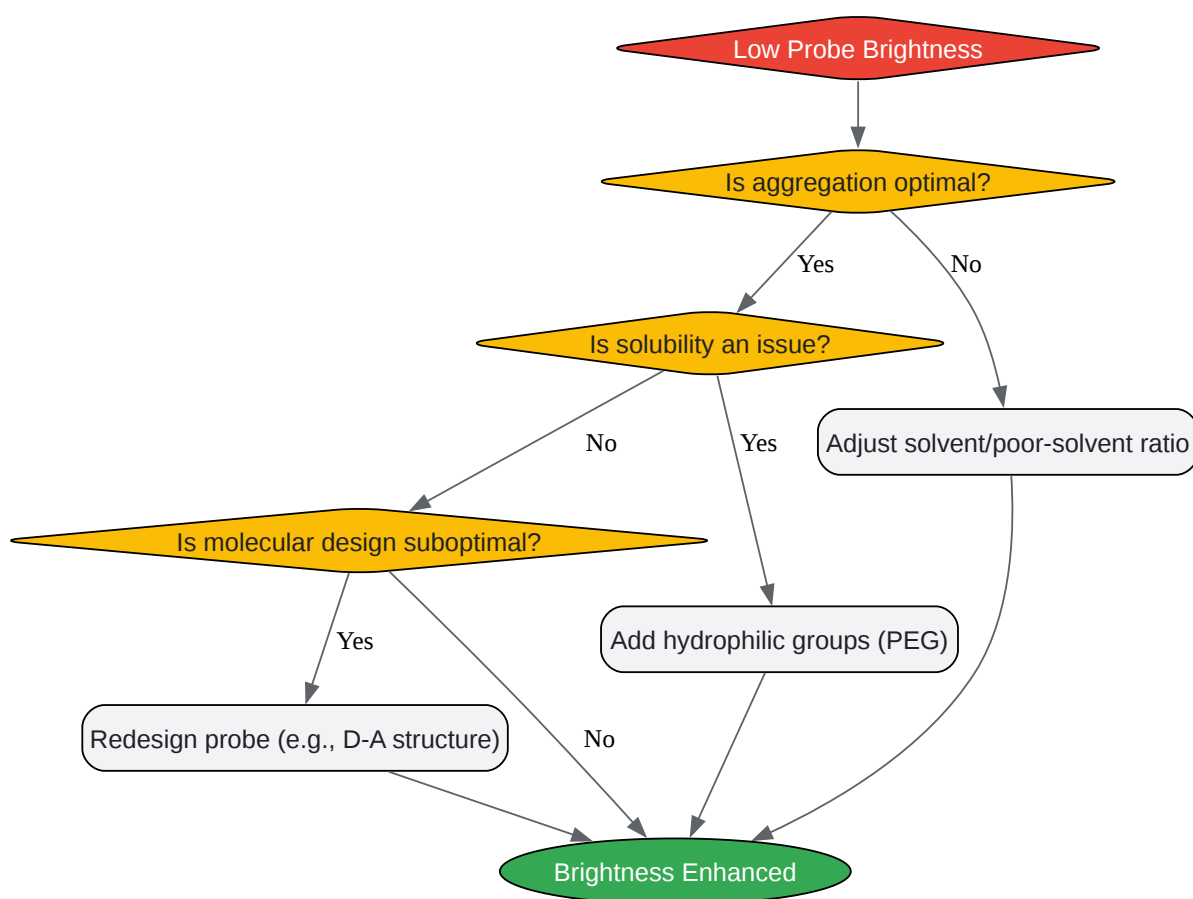 Low Probe Brightness
Is aggregation optimal?
Yes
No
Is solubility an issue?
Adjust solvent/poor-solvent ratio
No
Yes
Is molecular design suboptimal?
Add hydrophilic groups (PEG)
Yes
Redesign probe (e.g., D-A structure)
No
Brightness Enhanced